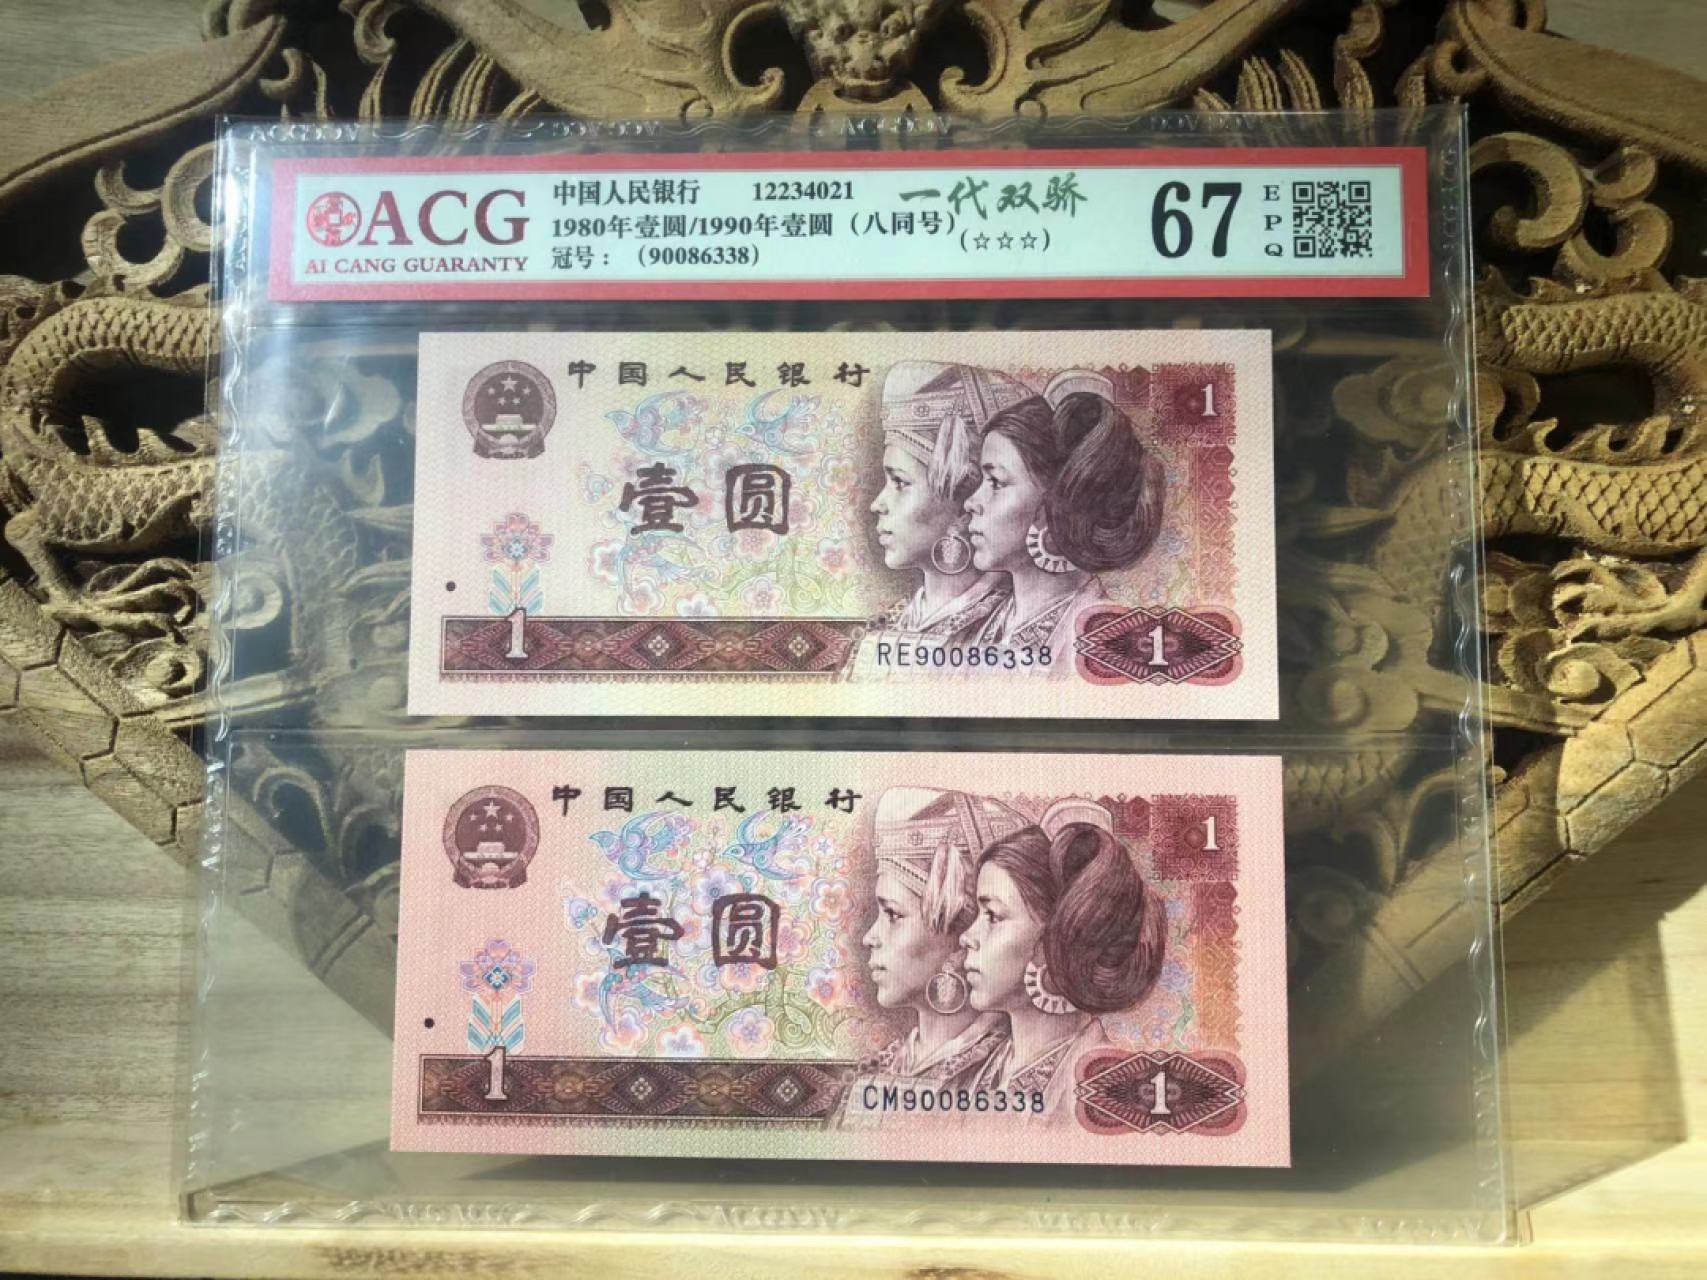 ACG
AI CANG GUARANTY
中国人民银行 12234021 一代双骄
1980年壹圆/1990年壹圆（八同号）(☆☆☆)
冠号：（90086338）
67
EPQ
中国人民银行
1
壹圆
1
RE90086338
1
中国人民银行
1
壹圆
1
CM90086338
1